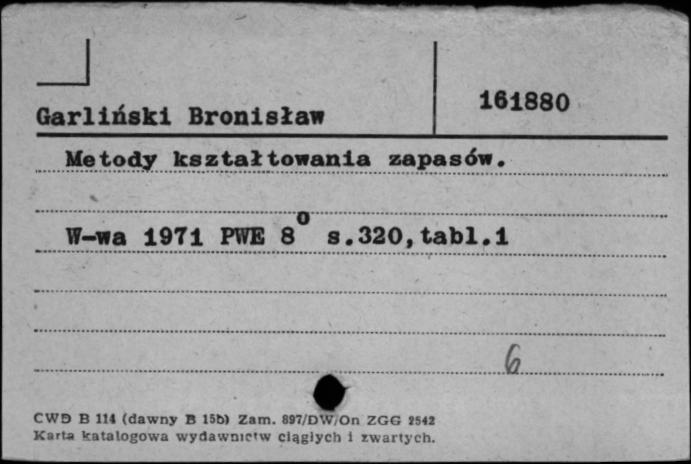 161880
Garliński Bronisław
Metody kształtowania zapasów.
W-wa 1971 PWE 8° s.320,tabl.1
6
CWD B 114 (dawny B 15b) Zam. 897/DW/On ZGG 2542
Karta katalogowa wydawnictw ciągłych i zwartych.